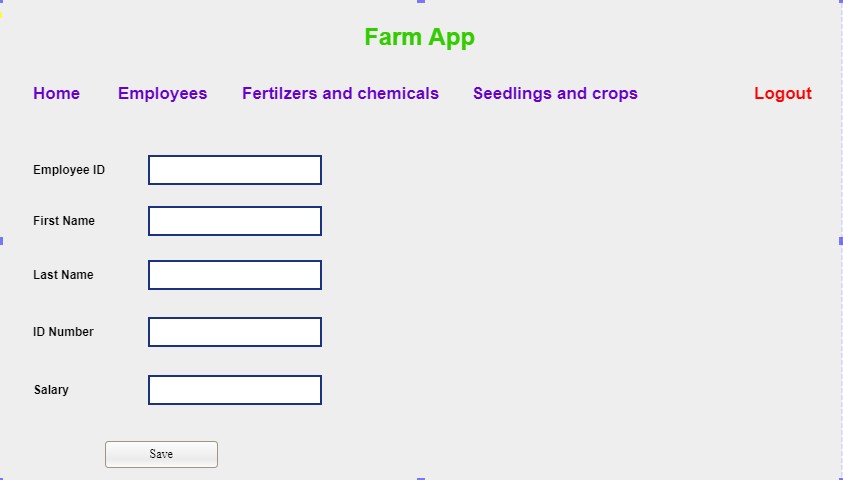 Farm App
Home Employees Fertilzers and chemicals Seedlings and crops Logout
Employee ID
First Name
Last Name
ID Number
Salary
Save